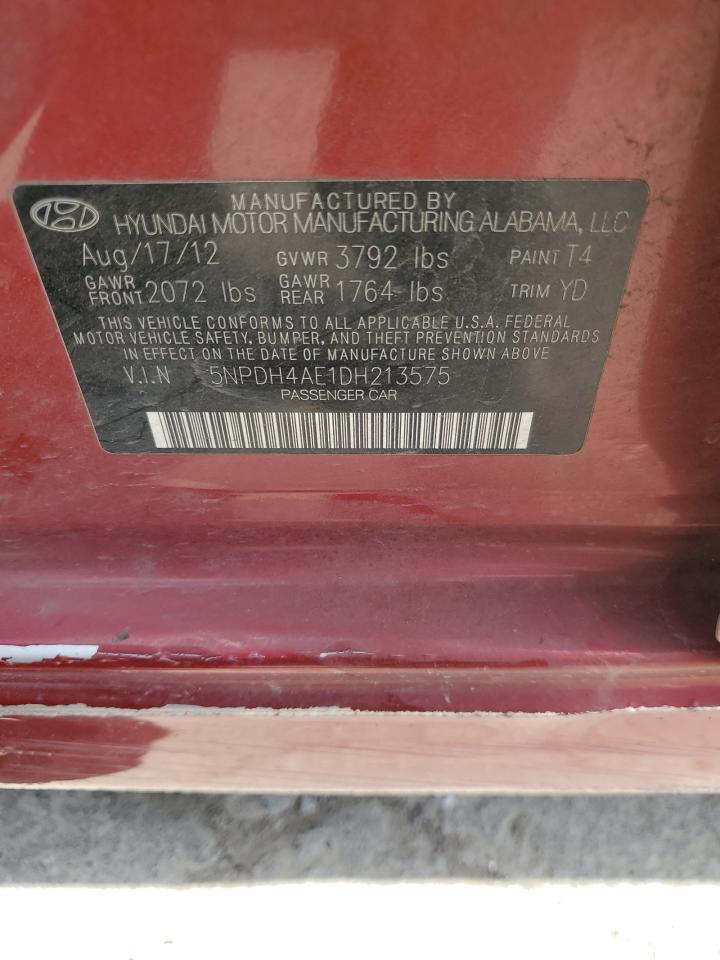 MANUFACTURED BY
HYUNDAI MOTOR MANUFACTURING ALABAMA, LLC
Aug/17/12 GVWR 3792 lbs PAINT T4
GAWR FRONT 2072 lbs GAWR REAR 1764 lbs TRIM YD
THIS VEHICLE CONFORMS TO ALL APPLICABLE U.S.A. FEDERAL
MOTOR VEHICLE SAFETY, BUMPER, AND THEFT PREVENTION STANDARDS
IN EFFECT ON THE DATE OF MANUFACTURE SHOWN ABOVE
V.I.N 5NPDH4AE1DH213575
PASSENGER CAR